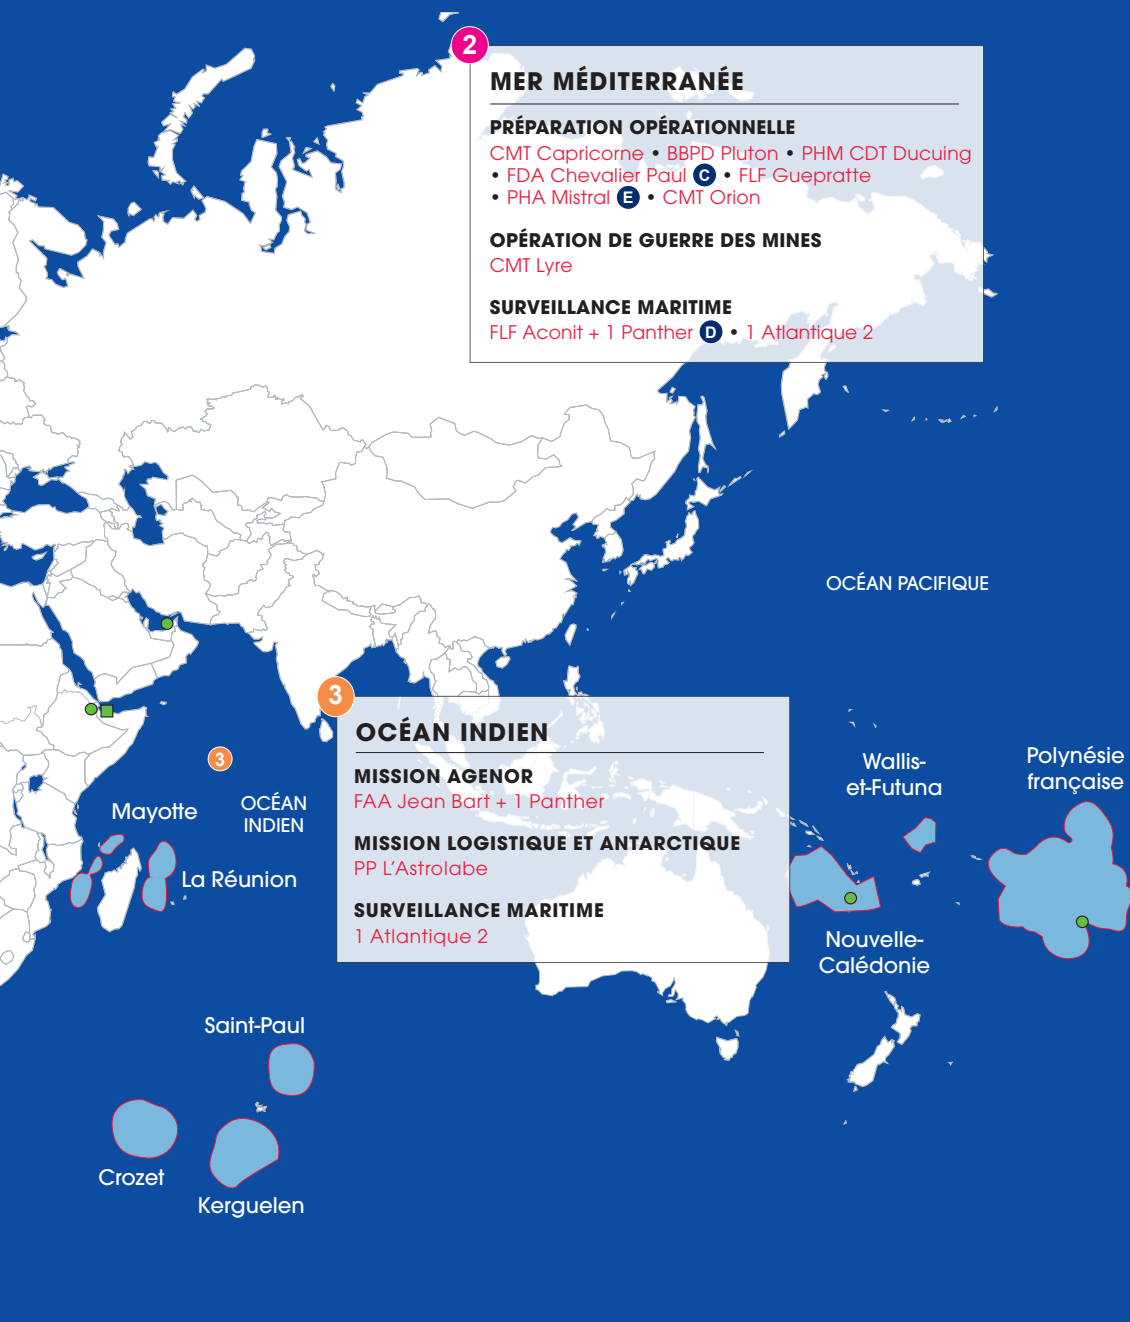 2
MER MÉDITERRANÉE
PRÉPARATION OPÉRATIONNELLE
CMT Capricorne • BBPD Pluton • PHM CDT Ducuing
• FDA Chevalier Paul C • FLF Guepratte
• PHA Mistral E • CMT Orion
OPÉRATION DE GUERRE DES MINES
CMT Lyre
SURVEILLANCE MARITIME
FLF Aconit + 1 Panther D • 1 Atlantique 2
OCÉAN PACIFIQUE
3
OCÉAN INDIEN
MISSION AGENOR
FAA Jean Bart + 1 Panther
MISSION LOGISTIQUE ET ANTARCTIQUE
PP L'Astrolabe
SURVEILLANCE MARITIME
1 Atlantique 2
3
OCÉAN
INDIEN
Mayotte
La Réunion
Wallis-
et-Futuna
Polynésie
française
Nouvelle-
Calédonie
Saint-Paul
Crozet
Kerguelen